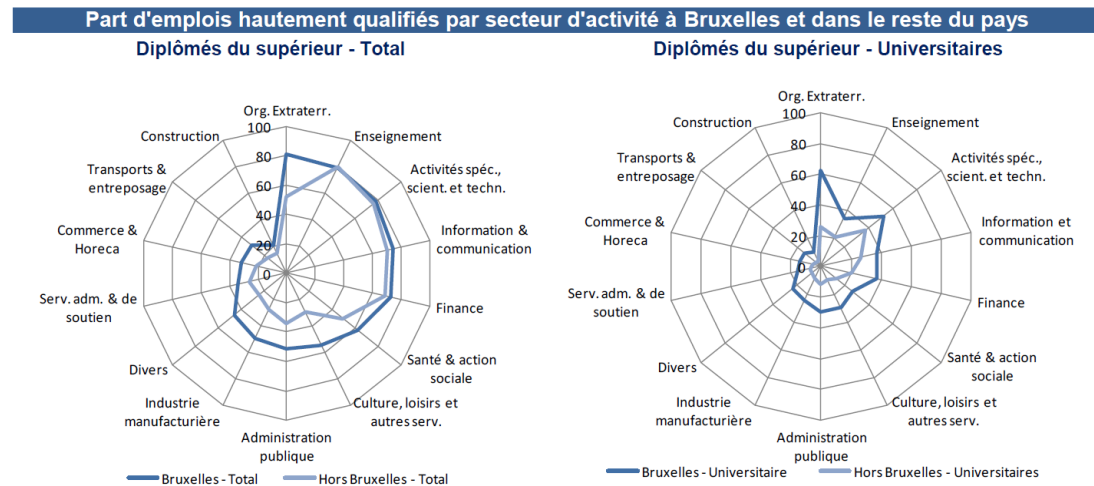 Part d'emplois hautement qualifiés par secteur d'activité à Bruxelles et dans le reste du pays
Diplômés du supérieur - Total
Org. Extraterr.
Enseignement
Activités spéc.,
scient. et techn.
Information &
communication
Finance
Santé & action
sociale
Culture, loisirs et
autres serv.
Administration
publique
Industrie
manufacturière
Divers
Serv. adm. & de
soutien
Commerce &
Horeca
Transports &
entreposage
Construction
100
80
60
40
20
0
Bruxelles - Total
Hors Bruxelles - Total
Diplômés du supérieur - Universitaires
Org. Extraterr.
Enseignement
Activités spéc.,
scient. et techn.
Information et
communication
Finance
Santé & action
sociale
Culture, loisirs et
autres serv.
Administration
publique
Industrie
manufacturière
Divers
Serv. adm. & de
soutien
Commerce &
Horeca
Transports &
entreposage
Construction
100
80
60
40
20
0
Bruxelles - Universitaire
Hors Bruxelles - Universitaires